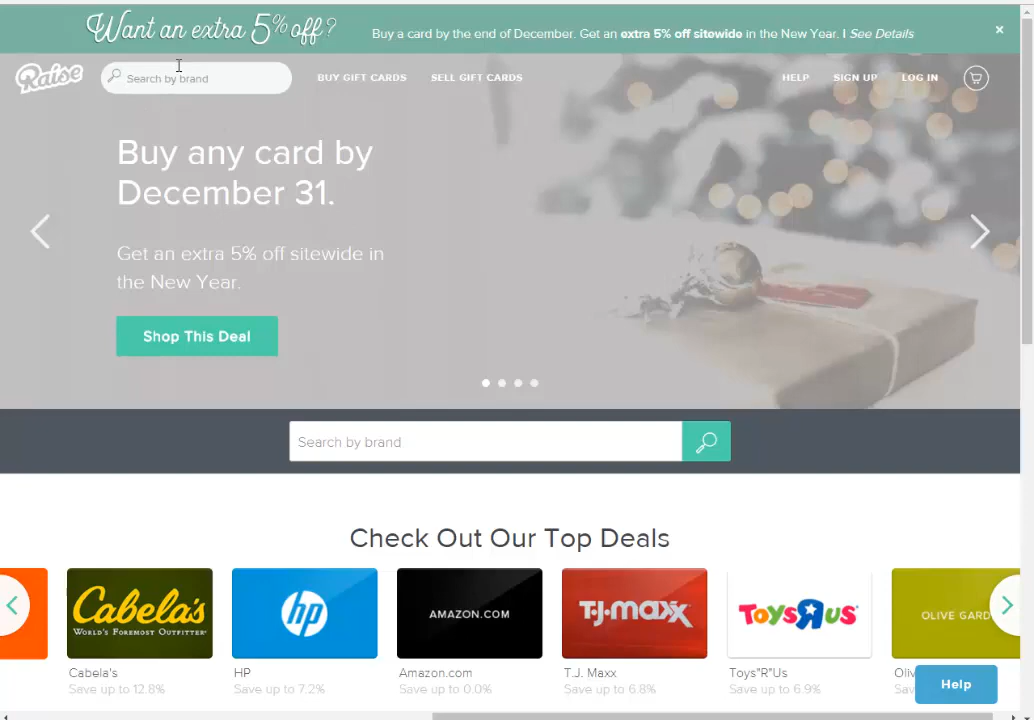 Want an extra 5% off?
Buy a card by the end of December. Get an extra 5% off sitewide in the New Year. | See Details
×
Raise
Search by brand
BUY GIFT CARDS
SELL GIFT CARDS
HELP
SIGN UP
LOG IN
Buy any card by
December 31.
Get an extra 5% off sitewide in
the New Year.
Shop This Deal
Search by brand
Check Out Our Top Deals
Cabela's
WORLD'S FOREMOST OUTFITTER
hp
AMAZON.COM
T.J.maxx
TOYS R US
OLIVE GARD
Cabela's
HP
Amazon.com
T.J. Maxx
Toys"R"Us
Oliv
Save up to 12.8%
Save up to 7.2%
Save up to 0.0%
Save up to 6.8%
Save up to 6.9%
Sav
Help